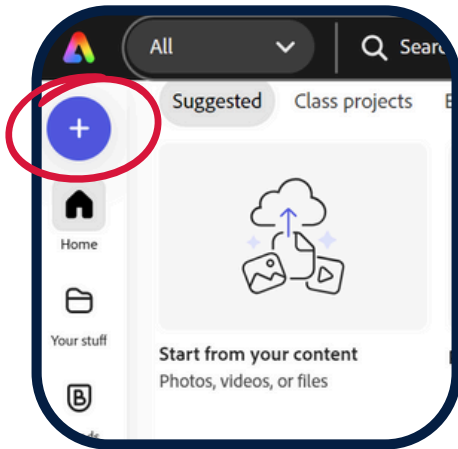 All
Sear
Suggested Class projects
+
Home
Your stuff
Start from your content
Photos, videos, or files
B